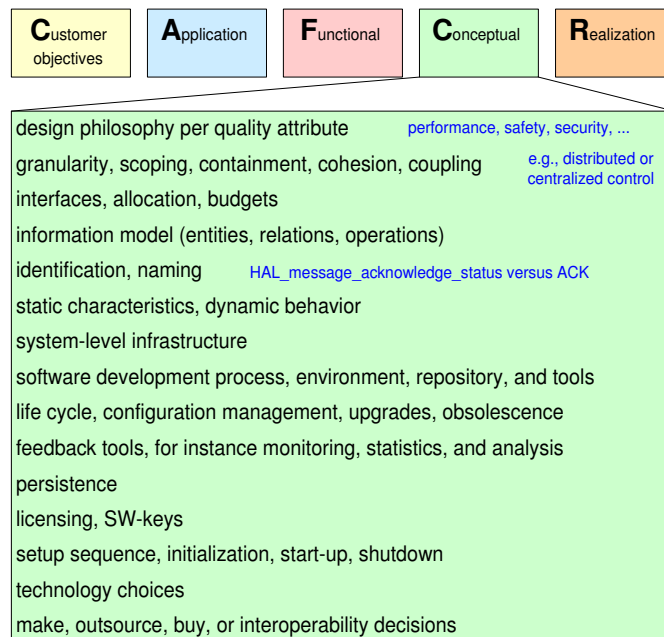 Customer
objectives
Application
Functional
Conceptual
Realization
design philosophy per quality attribute performance, safety, security, ...
granularity, scoping, containment, cohesion, coupling e.g., distributed or
centralized control
interfaces, allocation, budgets
information model (entities, relations, operations)
identification, naming HAL_message_acknowledge_status versus ACK
static characteristics, dynamic behavior
system-level infrastructure
software development process, environment, repository, and tools
life cycle, configuration management, upgrades, obsolescence
feedback tools, for instance monitoring, statistics, and analysis
persistence
licensing, SW-keys
setup sequence, initialization, start-up, shutdown
technology choices
make, outsource, buy, or interoperability decisions